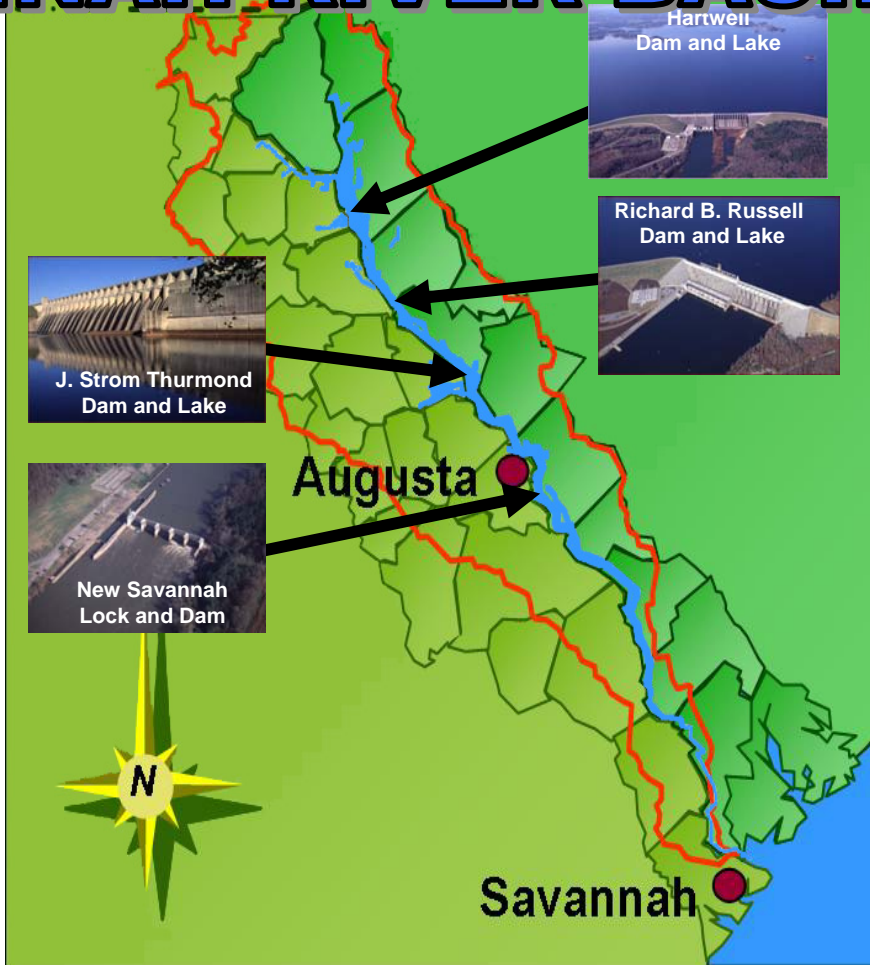 RIVER
Hartwell
Dam and Lake
Richard B. Russell
Dam and Lake
J. Strom Thurmond
Dam and Lake
Augusta
New Savannah
Lock and Dam
N
Savannah